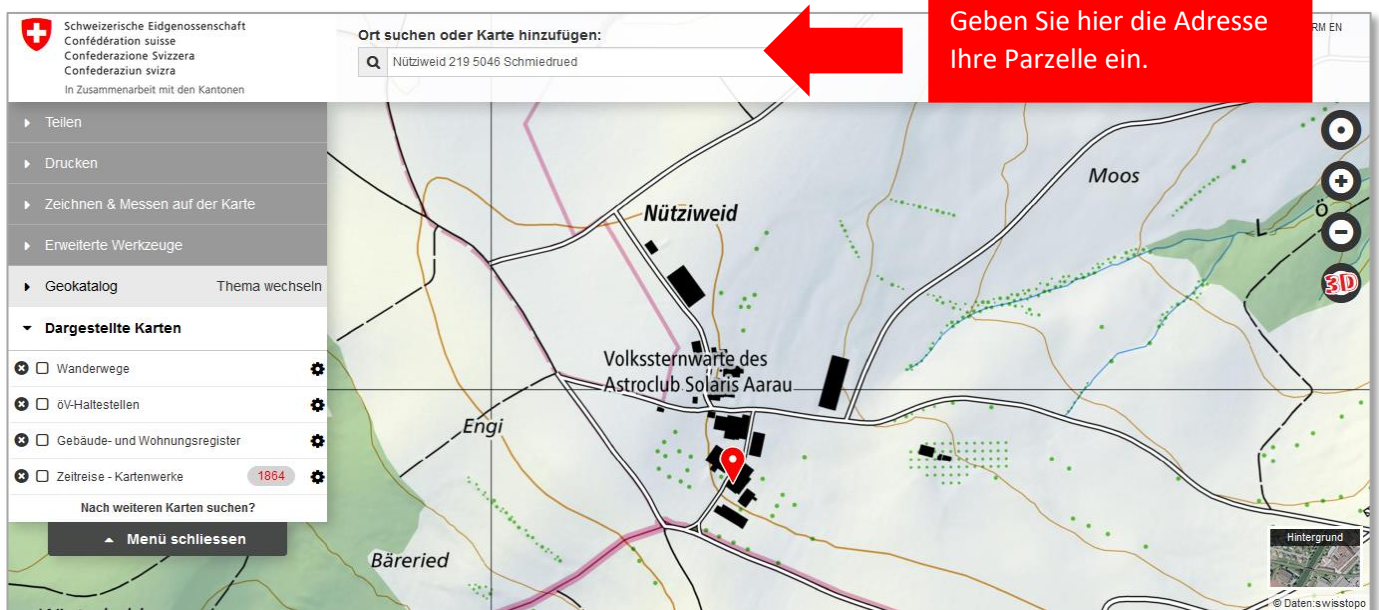 Schweizerische Eidgenossenschaft
Confédération suisse
Confederazione Svizzera
Confederaziun svizra
In Zusammenarbeit mit den Kantonen
Ort suchen oder Karte hinzufügen:
Nütziweid 219 5046 Schmiedrued
Geben Sie hier die Adresse
Ihre Parzelle ein.
RM EN
Teilen
Drucken
Zeichnen & Messen auf der Karte
Erweiterte Werkzeuge
Geokatalog Thema wechseln
Dargestellte Karten
Wanderwege
öV-Haltestellen
Gebäude- und Wohnungsregister
Zeitreise - Kartenwerke 1864
Nach weiteren Karten suchen?
Menü schliessen
Moos
Nütziweid
L Ö
3D
Volkssternwarte des
Astroclub Solaris Aarau
Engi
Bäreried
Hintergrund
© Daten:swisstopo